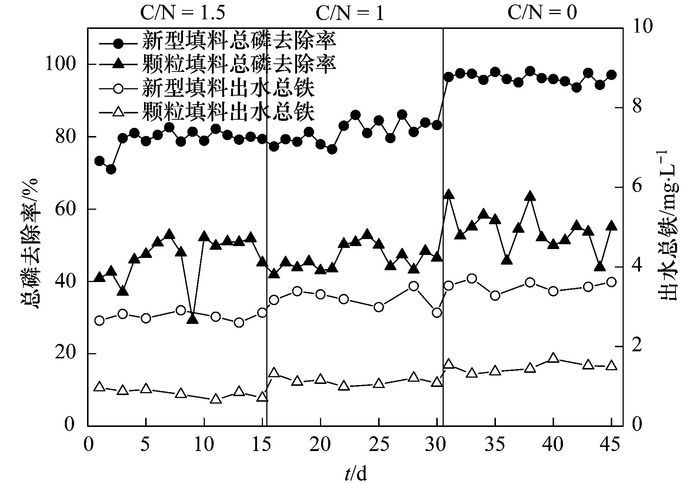 C/N = 1.5 C/N = 1 C/N = 0
新型填料总磷去除率
颗粒填料总磷去除率
新型填料出水总铁
颗粒填料出水总铁
总磷去除率/%
100
80
60
40
20
0
出水总铁/mg·L⁻¹
10
8
6
4
2
0
0 5 10 15 20 25 30 35 40 45
t/d